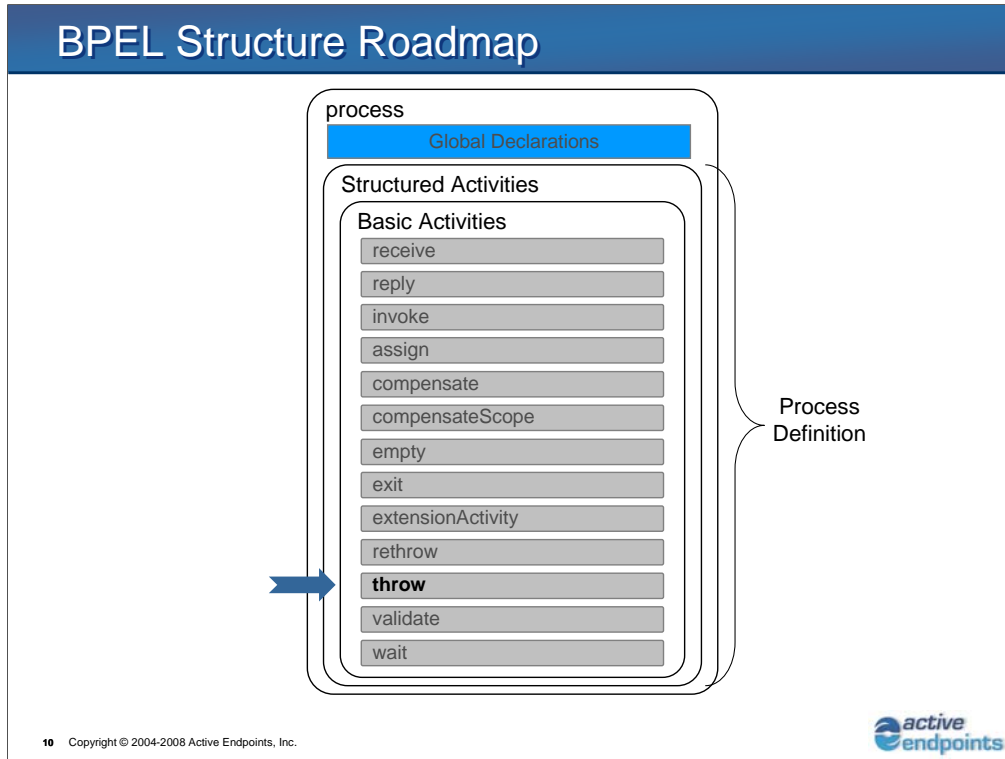 BPEL Structure Roadmap
process
Global Declarations
Structured Activities
Basic Activities
receive
reply
invoke
assign
compensate
compensateScope
empty
exit
extensionActivity
rethrow
throw
validate
wait
Process
Definition
10 Copyright © 2004-2008 Active Endpoints, Inc.
active
endpoints